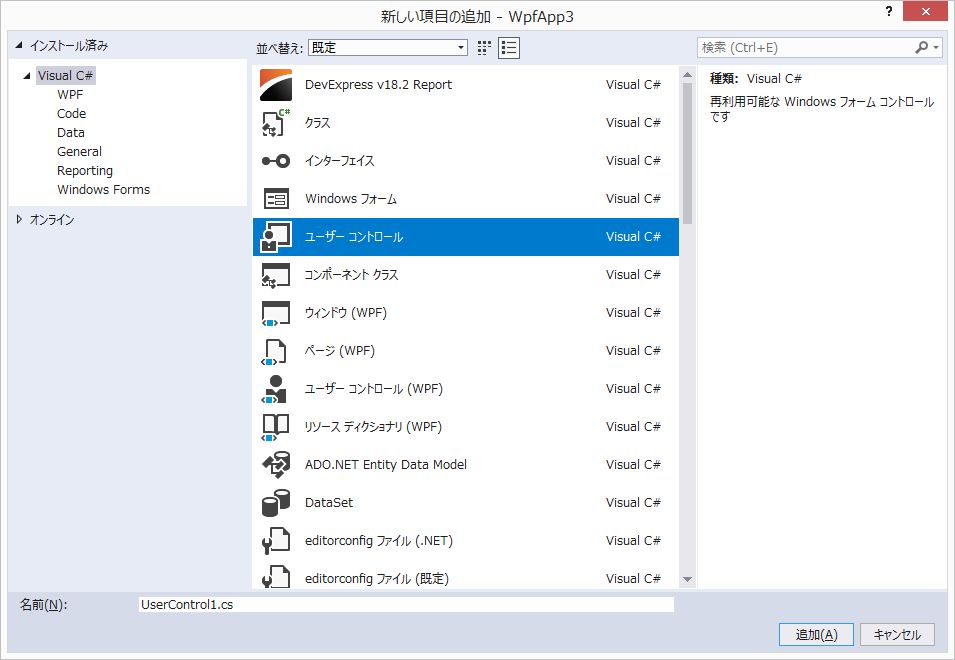 新しい項目の追加 - WpfApp3
?
インストール済み
Visual C#
WPF
Code
Data
General
Reporting
Windows Forms
オンライン
並べ替え: 既定
DevExpress v18.2 Report Visual C#
クラス Visual C#
インターフェイス Visual C#
Windows フォーム Visual C#
ユーザー コントロール Visual C#
コンポーネント クラス Visual C#
ウィンドウ (WPF) Visual C#
ページ (WPF) Visual C#
ユーザー コントロール (WPF) Visual C#
リソース ディクショナリ (WPF) Visual C#
ADO.NET Entity Data Model Visual C#
DataSet Visual C#
editorconfig ファイル (.NET) Visual C#
editorconfig ファイル (既定) Visual C#
検索 (Ctrl+E)
種類: Visual C#
再利用可能な Windows フォーム コントロール
です
名前(N): UserControl1.cs
追加(A) キャンセル